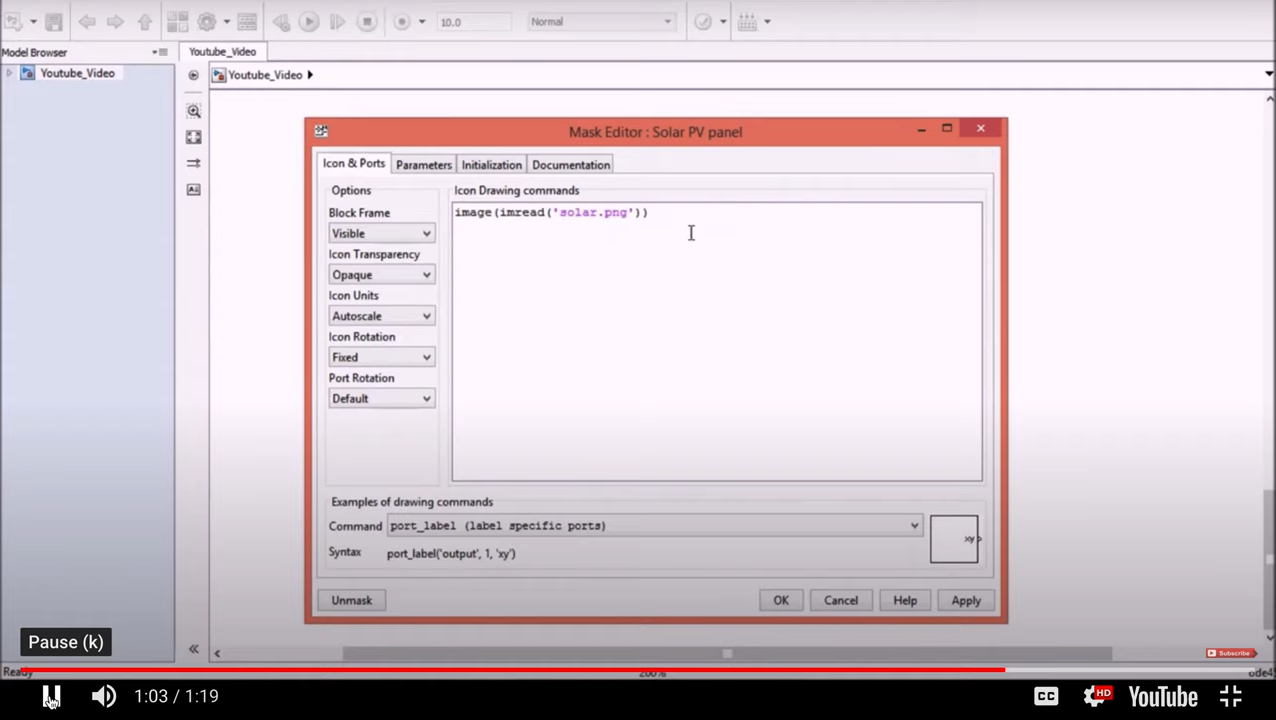 10.0
Normal
Model Browser
Youtube_Video
Youtube_Video
Youtube_Video
Mask Editor : Solar PV panel
Icon & Ports
Parameters
Initialization
Documentation
Options
Icon Drawing commands
Block Frame
image(imread('solar.png'))
Visible
Icon Transparency
Opaque
Icon Units
Autoscale
Icon Rotation
Fixed
Port Rotation
Default
Examples of drawing commands
Command
port_label (label specific ports)
xy
Syntax
port_label('output', 1, 'xy')
Unmask
OK
Cancel
Help
Apply
Pause (k)
Subscribe
Ready
200%
1:03 / 1:19
CC
HD
YouTube